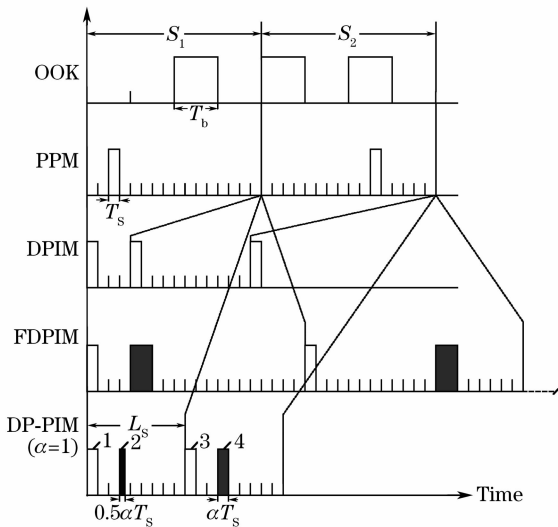 S1 S2
OOK
Tb
PPM
TS
DPIM
FDPIM
DP-PIM
(α=1)
LS
1 2 3 4
0.5αTS αTS
Time